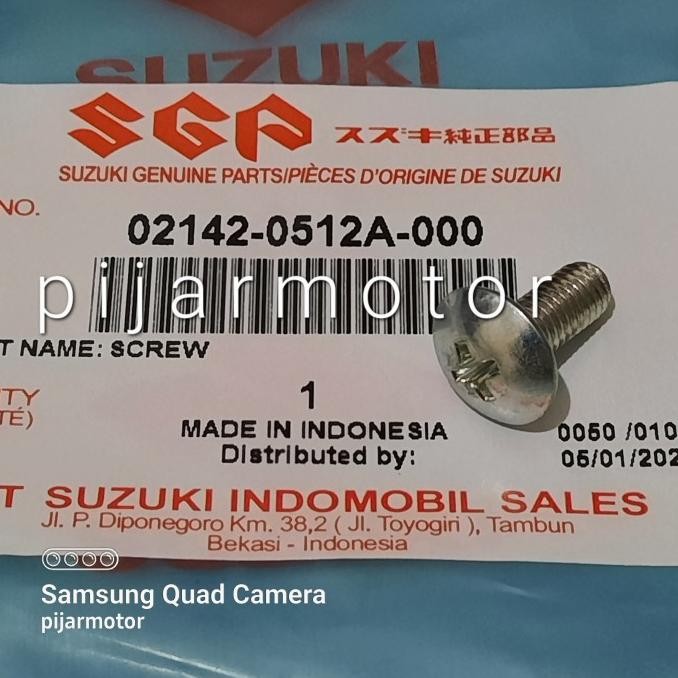 SUZUKI
SGP スズキ純正部品
SUZUKI GENUINE PARTS/PIÈCES D'ORIGINE DE SUZUKI
NO.
02142-0512A-000
pijarmotor
T NAME: SCREW
TY
TÉ)
1
MADE IN INDONESIA
Distributed by:
0050 /010
05/01/202
T SUZUKI INDOMOBIL SALES
Jl. P. Diponegoro Km. 38,2 ( Jl. Toyogiri ), Tambun
Bekasi - Indonesia
Samsung Quad Camera
pijarmotor